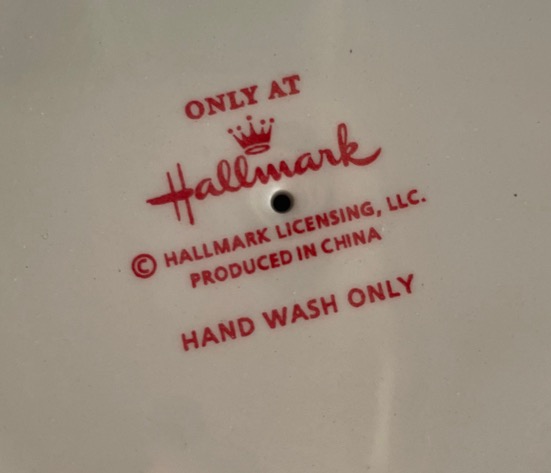 ONLY AT
Hallmark
© HALLMARK LICENSING, LLC.
PRODUCED IN CHINA
HAND WASH ONLY